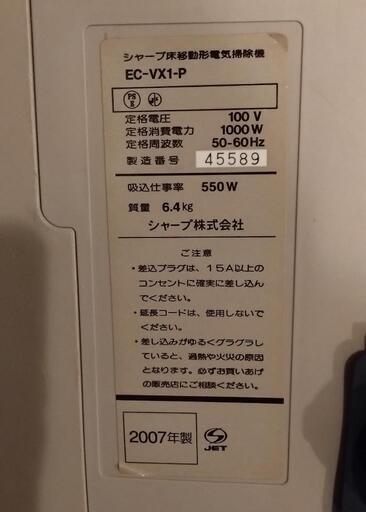 シャープ床移動形電気掃除機
EC-VX1-P
PS E
定格電圧 100 V
定格消費電力 1000 W
定格周波数 50-60 Hz
製造番号 45589
吸込仕事率 550 W
質量 6.4 kg
シャープ株式会社
ご注意
・差込プラグは、15A以上の
コンセントに確実に差し込ん
でください。
・延長コードは、使用しないで
ください。
・差し込みがゆるくグラグラし
ていると、過熱や火災の原因
となります。必ずお買いあげ
の販売店にご相談ください。
2007年製
JET